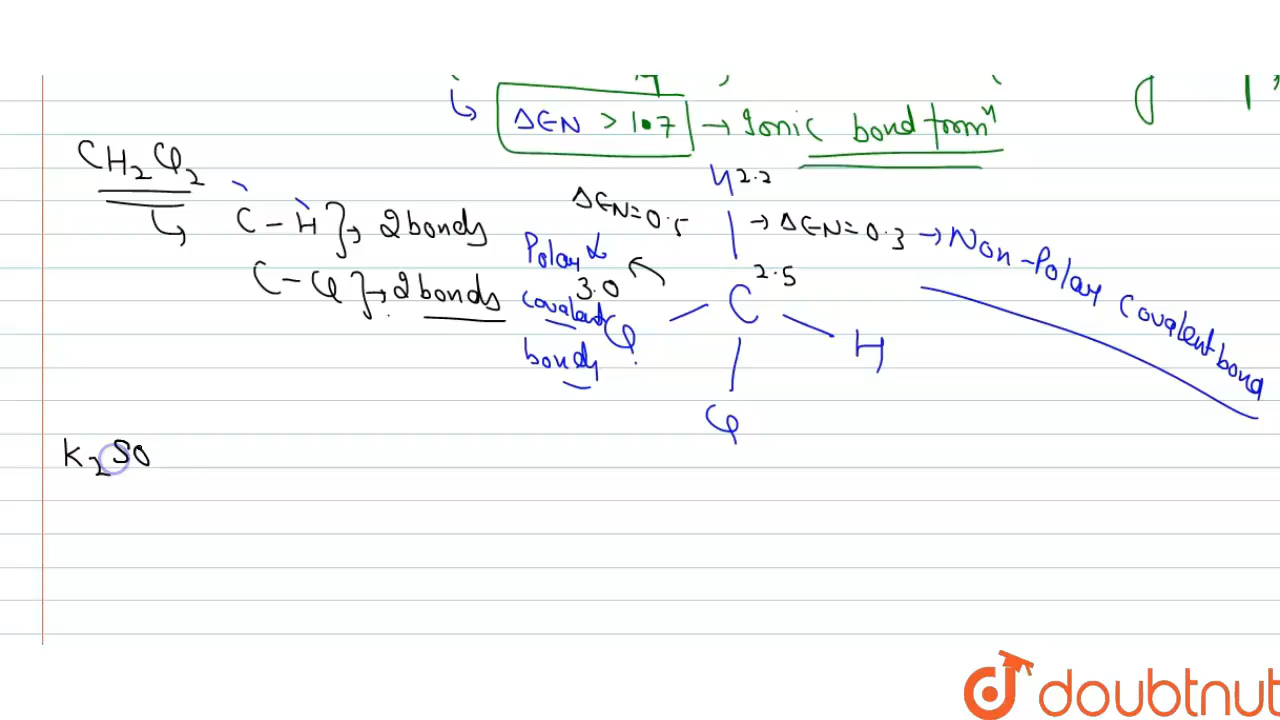 ΔEN > 1.7 → Ionic bond formⁿ
CH₂Cl₂
C - H } → 2 bonds
C - Cl } → 2 bonds
ΔEN = 0.5
Polar
covalent
bonds
H 2.2
→ ΔEN = 0.3 → Non-Polar Covalent bond
3.0
2.5
Cl
C
H
Cl
K₂SO
doubtnut